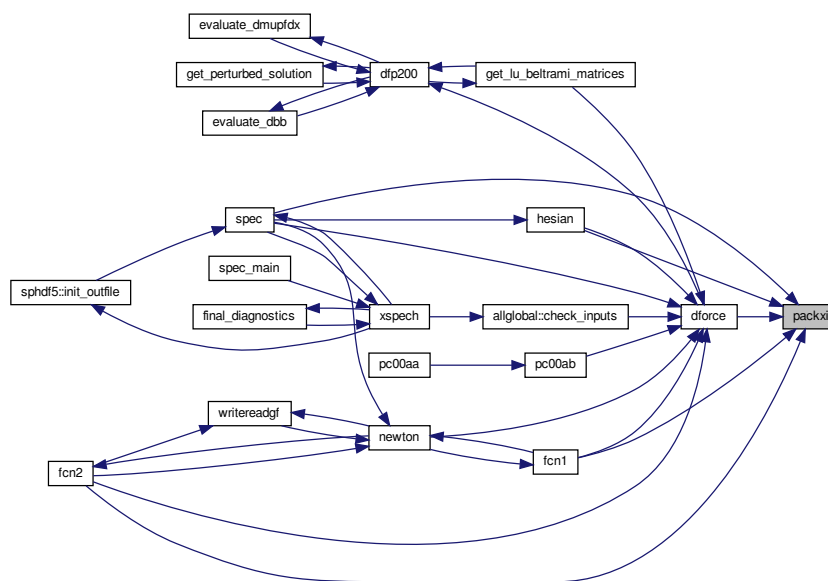 evaluate_dmupfdx
get_perturbed_solution
dfp200
get_lu_beltrami_matrices
evaluate_dbb
spec
hesian
spec_main
sphdf5::init_outfile
final_diagnostics
xspech
allglobal::check_inputs
dforce
packxi
pc00aa
pc00ab
writereadgf
newton
fcn1
fcn2